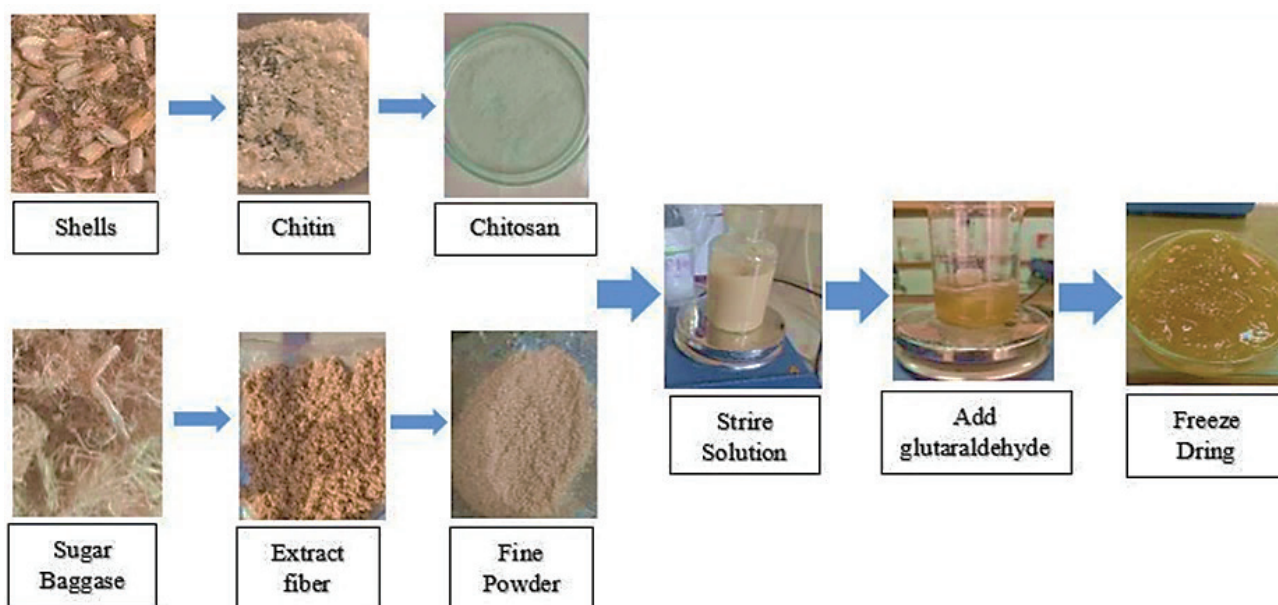 Shells
Chitin
Chitosan
Strire
Solution
Add
glutaraldehyde
Freeze
Dring
Sugar
Baggase
Extract
fiber
Fine
Powder